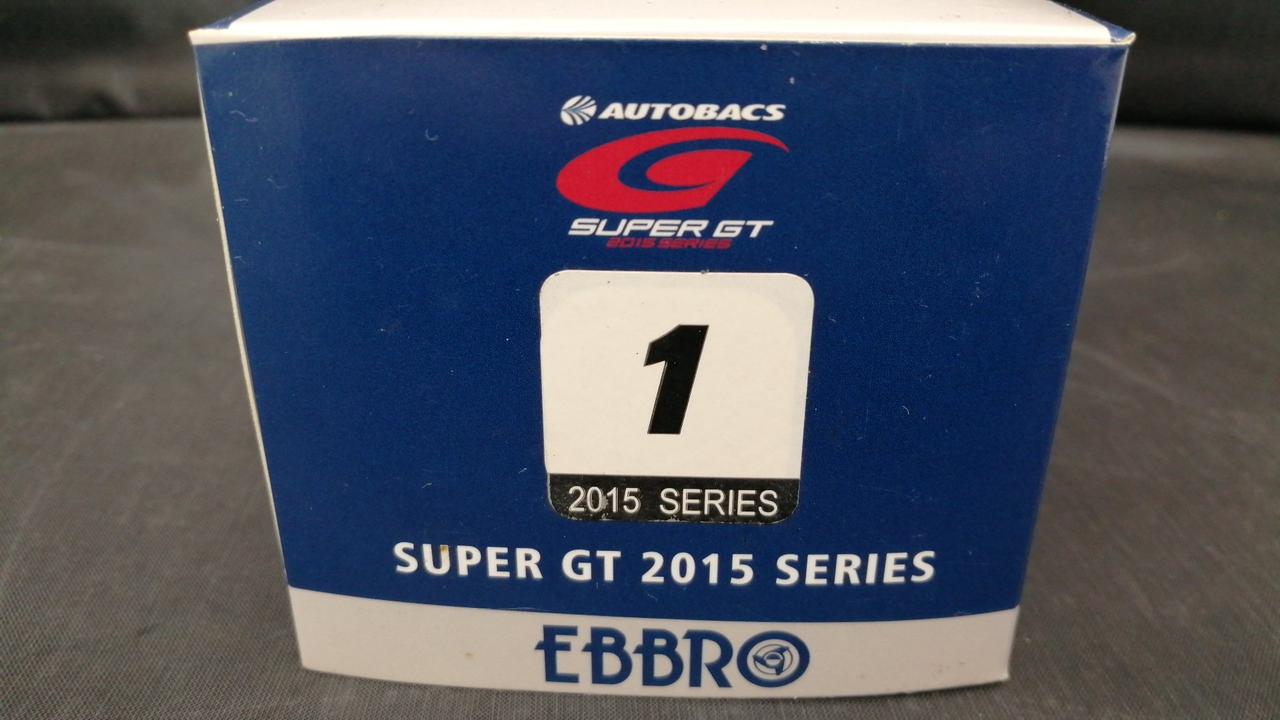 AUTOBACS
SUPER GT
2015 SERIES
1
2015 SERIES
SUPER GT 2015 SERIES
EBBRO